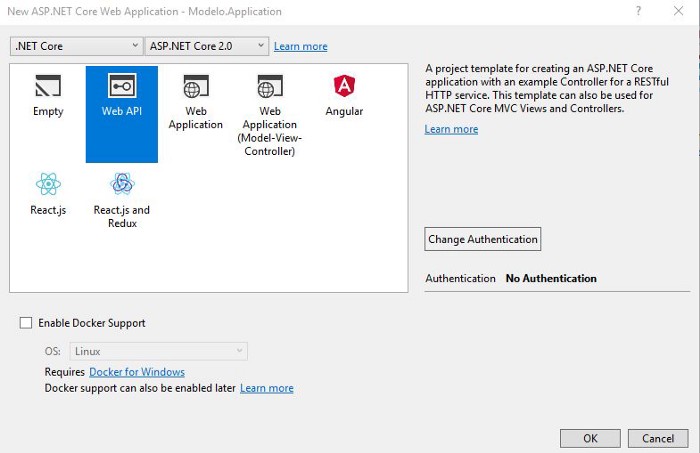 New ASP.NET Core Web Application - Modelo.Application
? ×
.NET Core ASP.NET Core 2.0 Learn more
Empty
Web API
Web
Application
Web
Application
(Model-View-
Controller)
Angular
React.js
React.js and
Redux
A project template for creating an ASP.NET Core
application with an example Controller for a RESTful
HTTP service. This template can also be used for
ASP.NET Core MVC Views and Controllers.
Learn more
Change Authentication
Authentication No Authentication
Enable Docker Support
OS: Linux
Requires Docker for Windows
Docker support can also be enabled later Learn more
OK Cancel